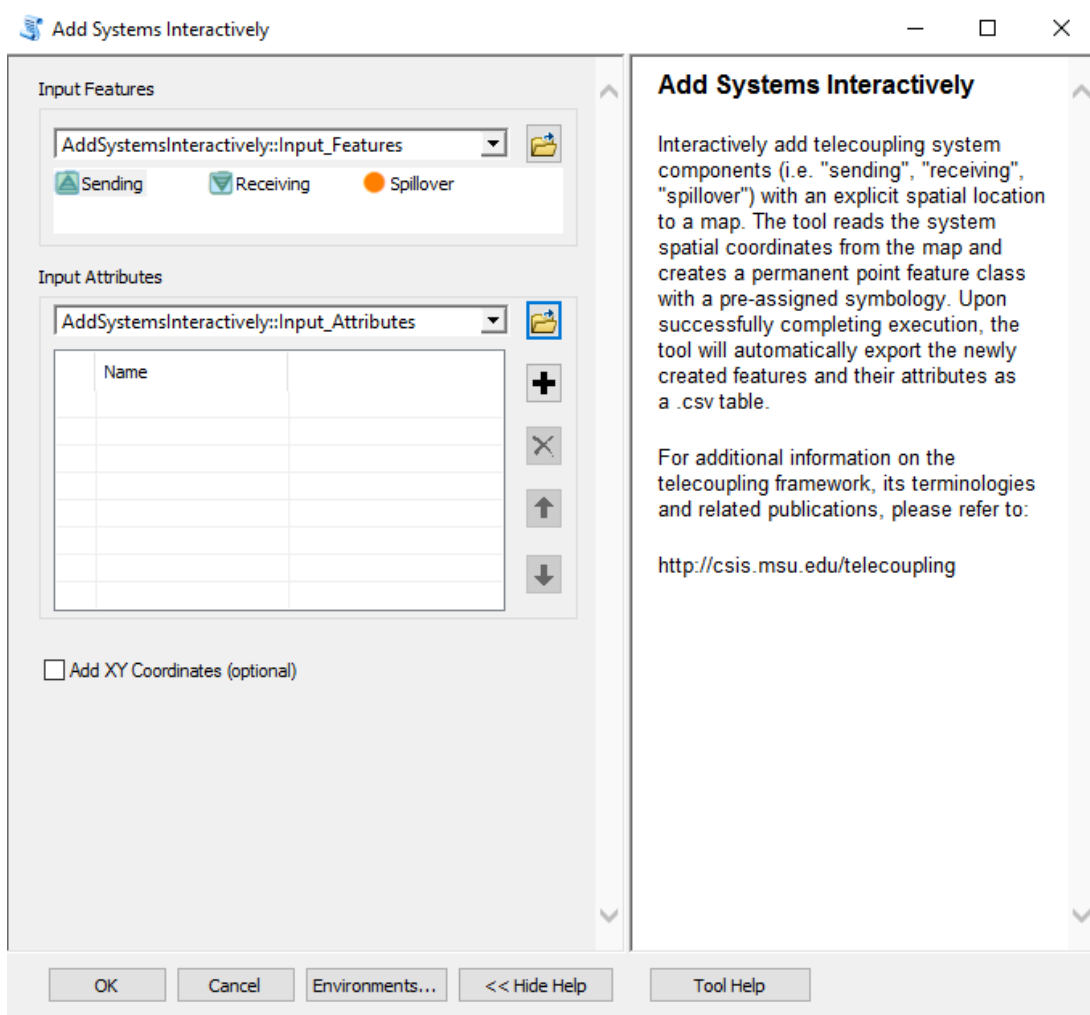 Add Systems Interactively
Input Features
AddSystemsInteractively::Input_Features
Sending Receiving Spillover
Input Attributes
AddSystemsInteractively::Input_Attributes
Name
Add XY Coordinates (optional)
Add Systems Interactively
Interactively add telecoupling system
components (i.e. "sending", "receiving",
"spillover") with an explicit spatial location
to a map. The tool reads the system
spatial coordinates from the map and
creates a permanent point feature class
with a pre-assigned symbology. Upon
successfully completing execution, the
tool will automatically export the newly
created features and their attributes as
a .csv table.
For additional information on the
telecoupling framework, its terminologies
and related publications, please refer to:
http://csis.msu.edu/telecoupling
OK Cancel Environments... << Hide Help Tool Help